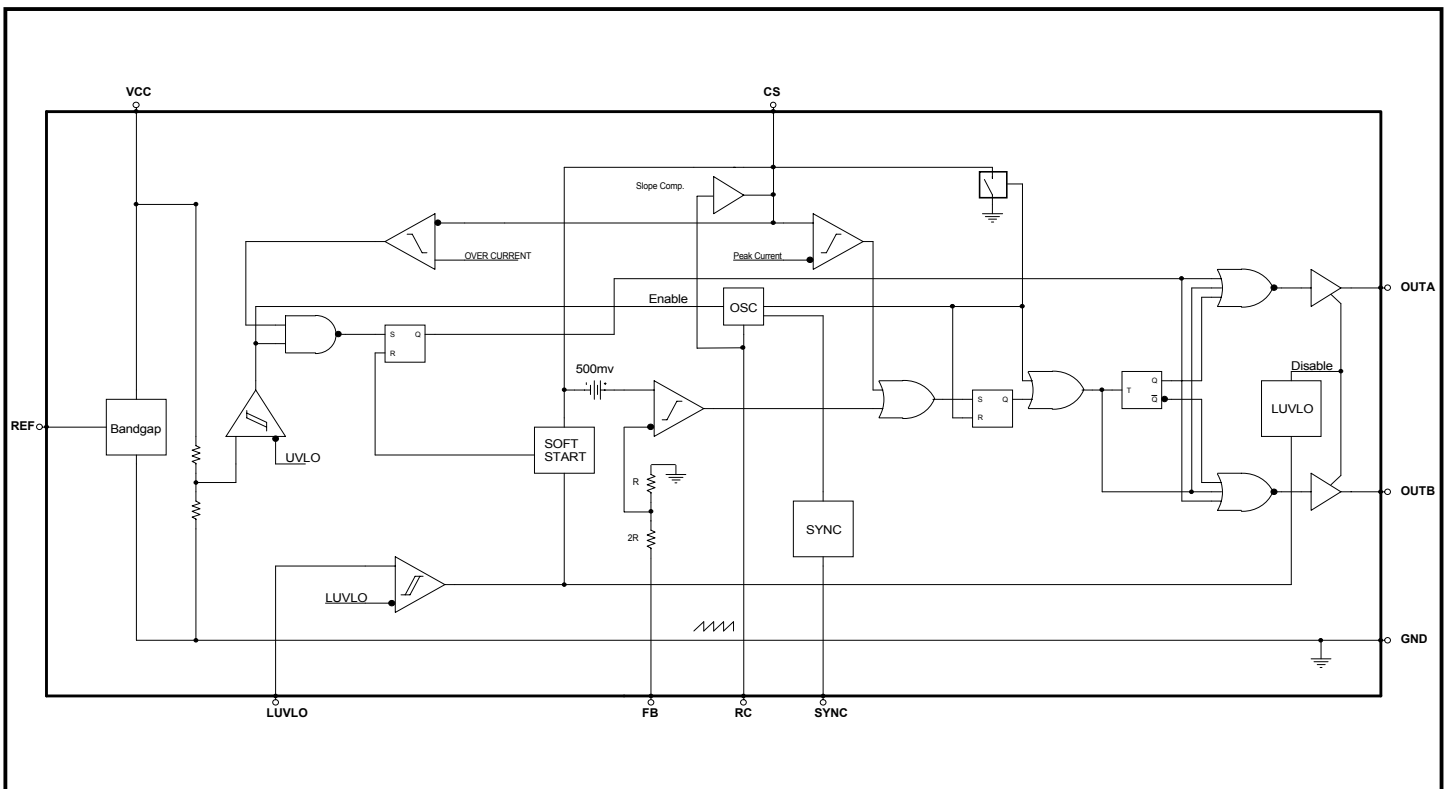 VCC
CS
Slope Comp.
OVER CURRENT
Peak Current
Enable
OSC
OUTA
S
Q
R
500mv
Disable
LUVLO
T
Q
Q
S
Q
R
REF
Bandgap
UVLO
SOFT
START
R
2R
SYNC
OUTB
LUVLO
GND
LUVLO
FB
RC
SYNC